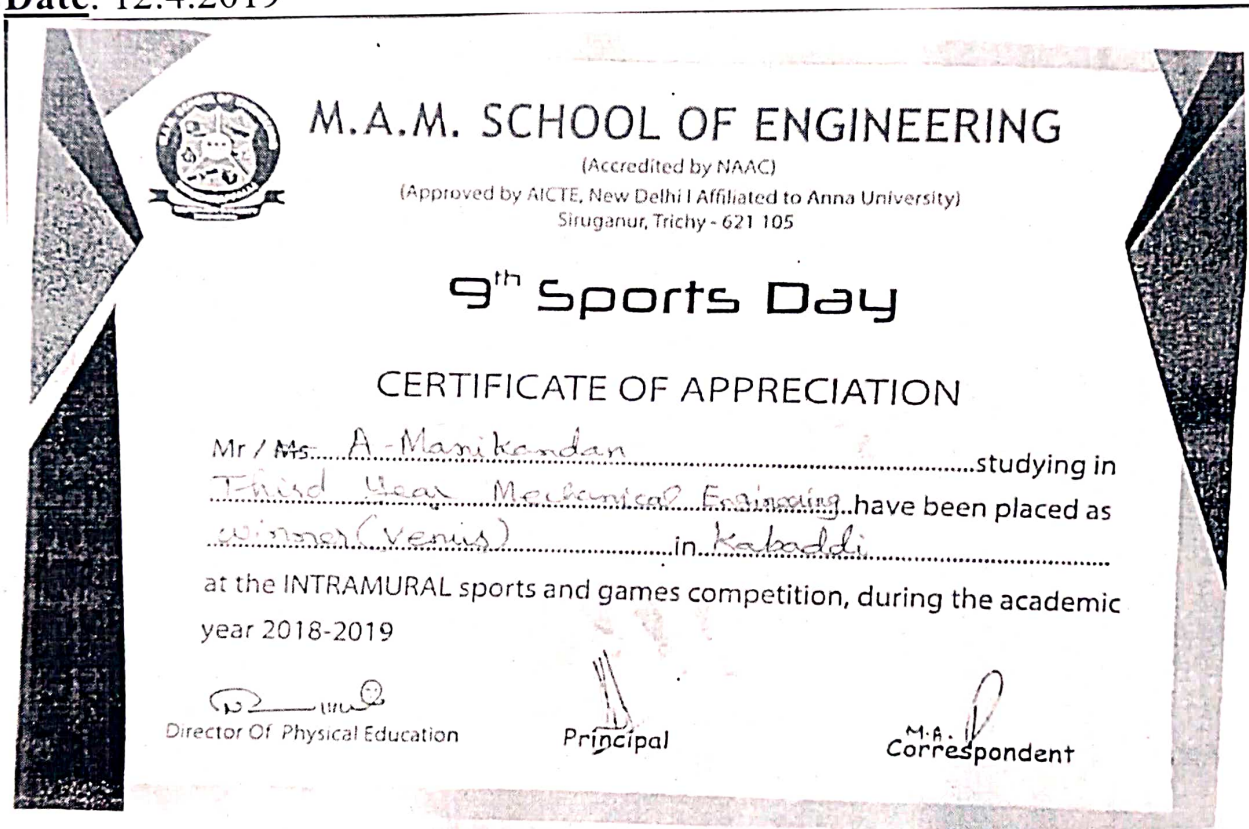 Date: 12.4.2019
M.A.M. SCHOOL OF ENGINEERING
(Accredited by NAAC)
(Approved by AICTE, New Delhi I Affiliated to Anna University)
Siruganur, Trichy - 621 105
9th Sports Day
CERTIFICATE OF APPRECIATION
Mr / Ms. A. Manikandan studying in
Third Year Mechanical Engineering have been placed as
Winner (Venus) in Kabaddi
at the INTRAMURAL sports and games competition, during the academic
year 2018-2019
Director Of Physical Education
Principal
M.A.
Correspondent